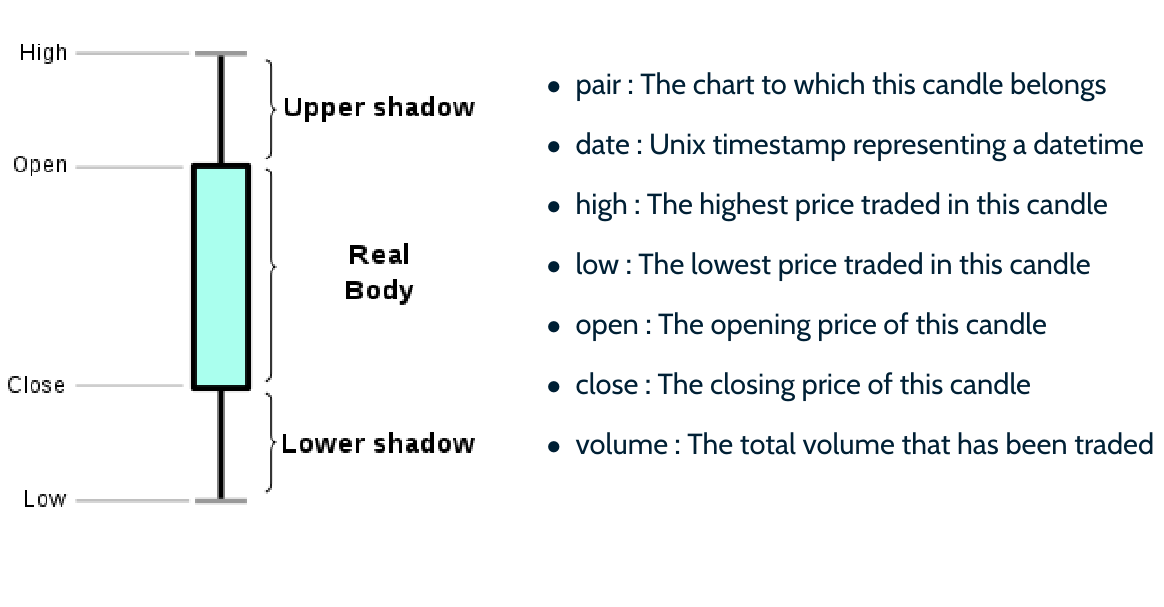 High
Upper shadow
Open
Real
Body
Close
Lower shadow
Low
• pair : The chart to which this candle belongs
• date : Unix timestamp representing a datetime
• high : The highest price traded in this candle
• low : The lowest price traded in this candle
• open : The opening price of this candle
• close : The closing price of this candle
• volume : The total volume that has been traded